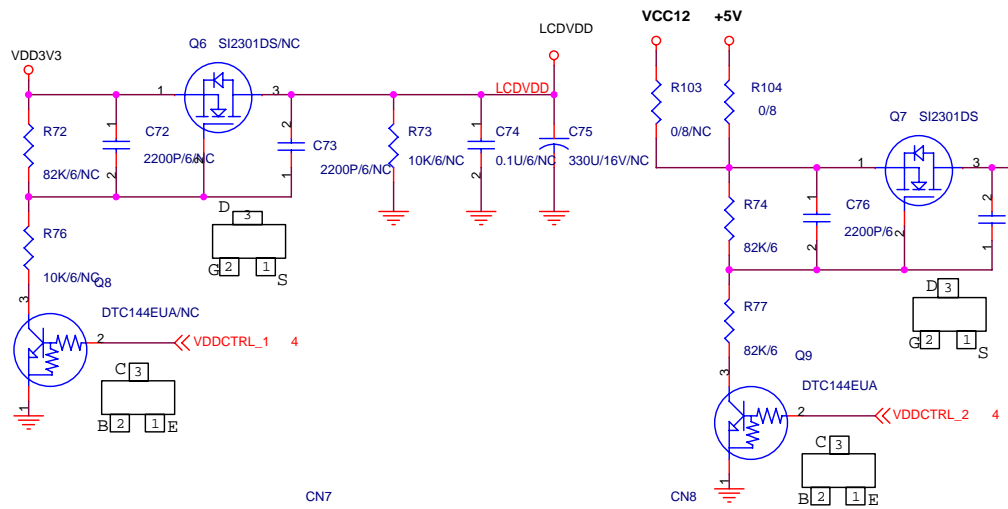 VCC12 +5V
LCDVDD
Q6 SI2301DS/NC
VDD3V3
R103
R104
0/8
0/8/NC
Q7 SI2301DS
1
3
LCDVDD
R72
82K/6/NC
1
C72
2200P/6/NC
2
2
2
C73
1
2200P/6/NC
R73
10K/6/NC
1
C74
0.1U/6/NC
2
C75
330U/16V/NC
1
3
R74
82K/6
1
C76
2200P/6
2
2
2
1
D
3
G
2
1
S
R76
10K/6/NC
Q8
3
DTC144EUA/NC
2
VDDCTRL_1 4
1
C
3
B
2
1
E
D
3
G
2
1
S
R77
82K/6
Q9
3
DTC144EUA
2
VDDCTRL_2 4
1
C
3
B
2
1
E
CN7
CN8